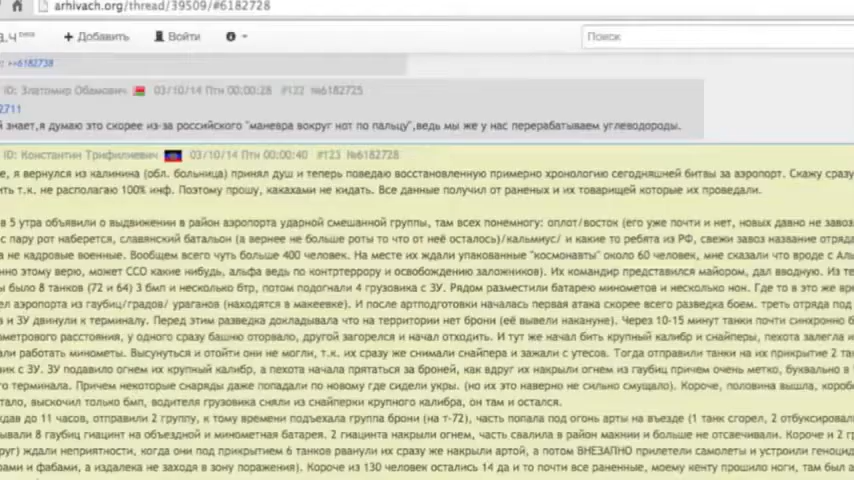 arhivach.org/thread/39509/#6182728
Добавить Войти Поиск
>>6182738
ID: Златомир Обамович 03/10/14 Птн 00:00:28 #122 №6182725
2711
й знает,я думаю это скорее из-за российского "маневра вокруг нот по пальцу",ведь мы же у нас перерабатываем углеводороды.
ID: Константин Трифилиевич 03/10/14 Птн 00:00:40 #123 №6182728
е, я вернулся из калинина (обл. больница) принял душ и теперь поведаю восстановленную примерно хронологию сегодняшней битвы за аэропорт. Скажу сразу
ить т.к. не располагаю 100% инф. Поэтому прошу, какахами не кидать. Все данные получил от раненых и их товарищей которые их проведали.
в 5 утра объявили о выдвижении в район аэропорта ударной смешанной группы, там всех понемногу: оплот/восток (его уже почти и нет, новых давно не завоз
с пару рот наберется, славянский батальон (а вернее не больше роты то что от неё осталось)/кальмиус/ и какие то ребята из РФ, свежи завоз название отряда
а не кадровые военные. Вообщем всего чуть больше 400 человек. На месте их ждали упакованные "космонавты" около 60 человек, мне сказали что вроде с Аль
нно этому верю, может ССО какие нибудь, альфа ведь по контртеррору и освобождению заложников). Их командир представился майором, дал вводную. Из те
ы было 8 танков (72 и 64) 3 бмп и несколько бтр, потом подогнали 4 грузовика с ЗУ. Рядом разместили батарею минометов и несколько нон. Где то в это же вре
ел аэропорта из гаубиц/градов/ ураганов (находятся в макеевке). И после артподготовки началась первая атака скорее всего разведка боем. треть отряда под
в и ЗУ двинули к терминалу. Перед этим разведка докладывала что на территории нет брони (её вывели накануне). Через 10-15 минут танки почти синхронно б
метрового расстояния, у одного сразу башню оторвало, другой загорелся и начал отходить. И тут же начал бить крупный калибр и снайперы, пехота залегла и
али работать минометы. Высунуться и отойти они не могли, т.к. их сразу же снимали снайпера и зажали с утесов. Тогда отправили танки на их прикрытие 2 тан
ник с ЗУ. ЗУ подавило огнем их крупный калибр, а пехота начала прятаться за броней, как вдруг их накрыли огнем из гаубиц причем очень метко, буквально в
го терминала. Причем некоторые снаряды даже попадали по новому где сидели укры. (но их это наверно не сильно смущало). Короче, половина вышла, короб
тало, выскочил только бмп, водителя грузовика сняли из снайперки крупного калибра, он там и остался.
ждав до 11 часов, отправили 2 группу, к тому времени подъехала группа брони (на т-72), часть попала под огонь арты на въезде (1 танк сгорел, 2 отбуксировал
ывали 8 гаубиц гиацинт на объездной и минометная батарея. 2 гиацинта накрыли огнем, часть свалила в район макнии и больше не отсвечивали. Короче и 2 гр
руг) ждали неприятности, когда они под прикрытием 6 танков рванули их сразу же накрыли артой, а потом ВНЕЗАПНО прилетели самолеты и устроили геноцид
рами и фабами, а издалека не заходя в зону поражения). Короче из 130 человек остались 14 да и то почти все раненные, моему кенту прошило ноги, там был а